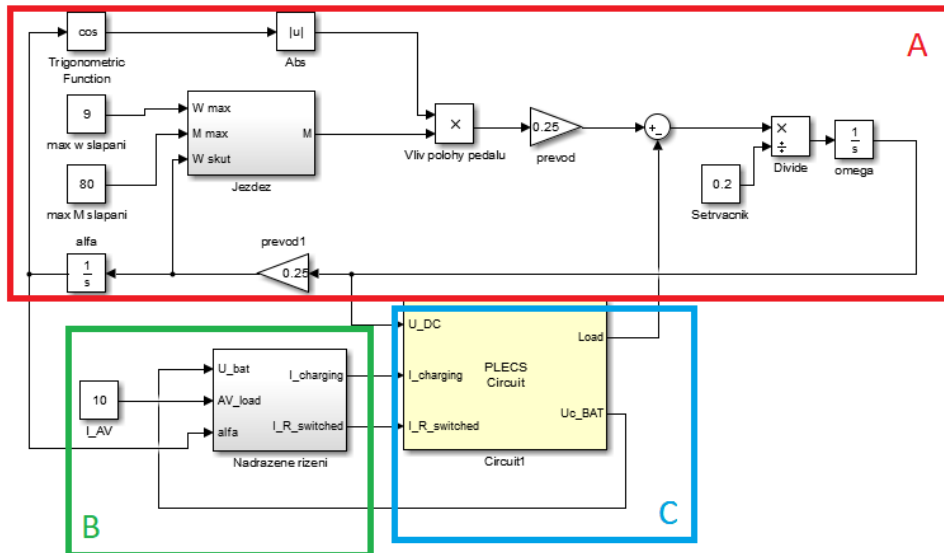 A
cos
|u|
Trigonometric
Function
Abs
9
max w slapani
W max
M max
W skut
M
Jezdez
×
Vliv polohy pedalu
0.25
prevod
+
−
×
÷
Divide
1
s
omega
80
max M slapani
0.2
Setrvacnik
alfa
1
s
prevod1
0.25
U_DC
Load
PLECS
Circuit
I_charging
Uc_BAT
I_R_switched
Circuit1
U_bat
AV_load
alfa
I_charging
I_R_switched
Nadrazene rizeni
10
I_AV
B
C